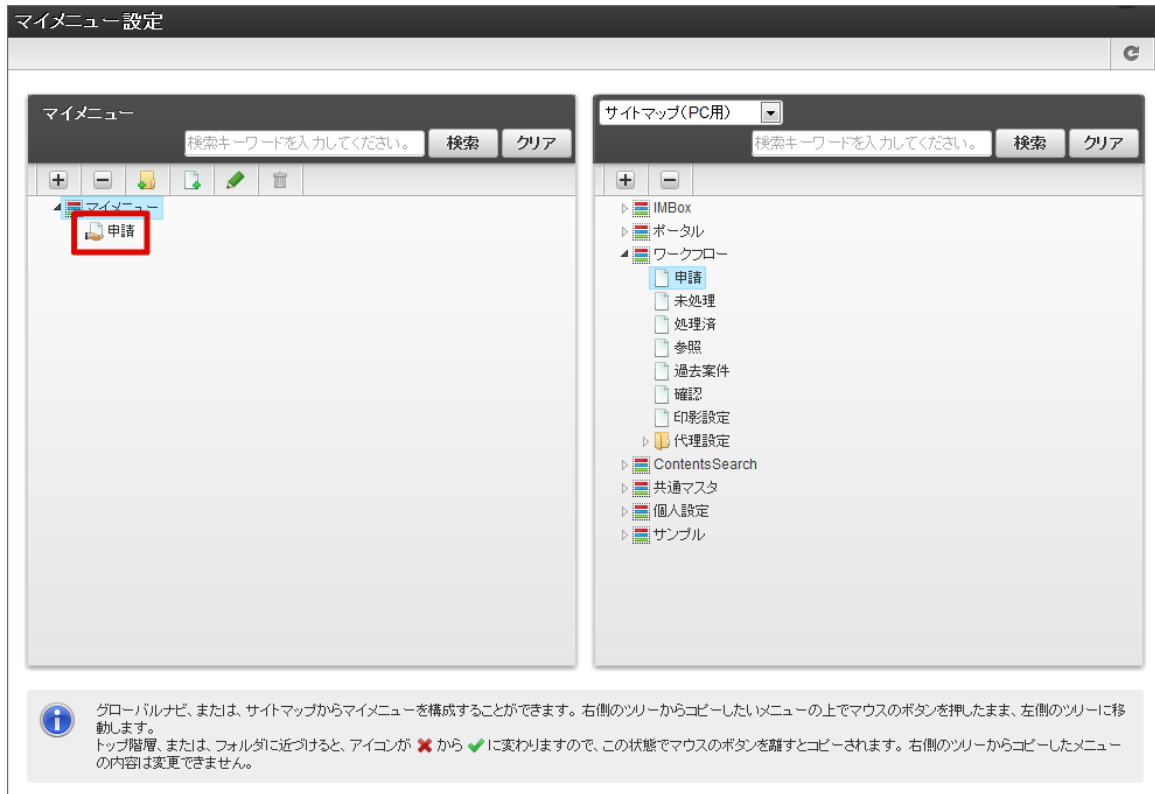 マイメニュー設定
マイメニュー
検索キーワードを入力してください。 検索 クリア
マイメニュー
申請
サイトマップ(PC用)
検索キーワードを入力してください。 検索 クリア
IMBox
ポータル
ワークフロー
申請
未処理
処理済
参照
過去案件
確認
印影設定
代理設定
ContentsSearch
共通マスタ
個人設定
サンプル
グローバルナビ、または、サイトマップからマイメニューを構成することができます。右側のツリーからコピーしたいメニューの上でマウスのボタンを押したまま、左側のツリーに移
動します。
トップ階層、または、フォルダに近づけると、アイコンが ✖ から ✔ に変わりますので、この状態でマウスのボタンを離すとコピーされます。右側のツリーからコピーしたメニュー
の内容は変更できません。